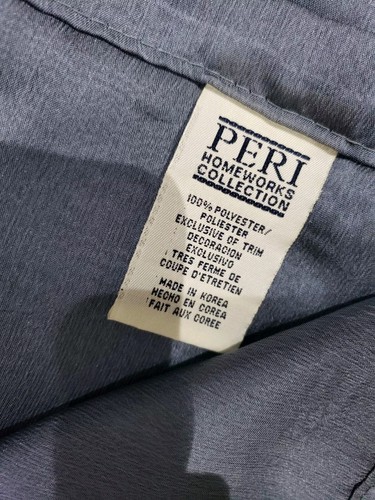 PERI
HOMEWORKS
COLLECTION
100% POLYESTER/
POLIESTER
EXCLUSIVE OF TRIM
DECORACION
EXCLUSIVO
TRES FERME DE
COUPE D'ETRETIEN
MADE IN KOREA
HECHO EN COREA
FAIT AUX COREE